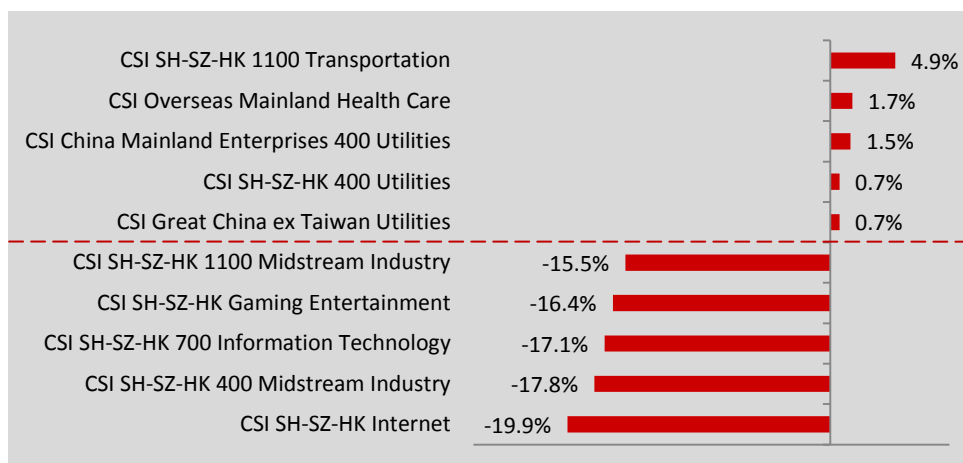 CSI SH-SZ-HK 1100 Transportation 4.9%
CSI Overseas Mainland Health Care 1.7%
CSI China Mainland Enterprises 400 Utilities 1.5%
CSI SH-SZ-HK 400 Utilities 0.7%
CSI Great China ex Taiwan Utilities 0.7%
CSI SH-SZ-HK 1100 Midstream Industry -15.5%
CSI SH-SZ-HK Gaming Entertainment -16.4%
CSI SH-SZ-HK 700 Information Technology -17.1%
CSI SH-SZ-HK 400 Midstream Industry -17.8%
CSI SH-SZ-HK Internet -19.9%